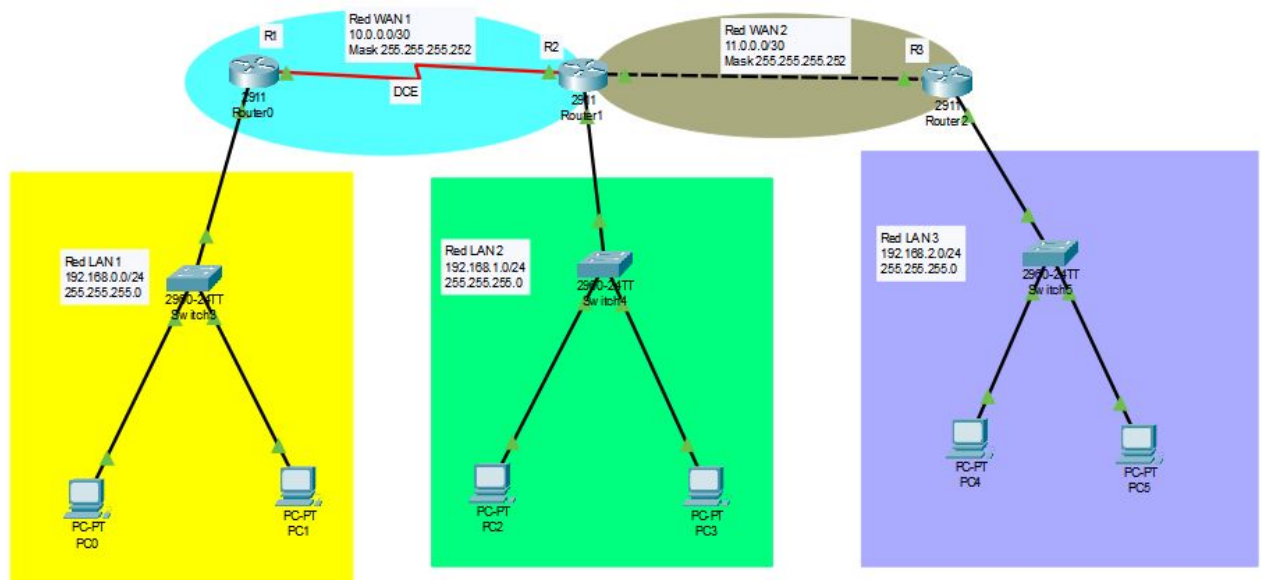 R1
Red WAN 1
10.0.0.0/30
Mask 255.255.255.252
R2
DCE
2911
Router0
2911
Router1
Red WAN 2
11.0.0.0/30
Mask 255.255.255.252
R3
2911
Router2
Red LAN 1
192.168.0.0/24
255.255.255.0
2960-24TT
Switch3
PC-PT
PC0
PC-PT
PC1
Red LAN 2
192.168.1.0/24
255.255.255.0
2960-24TT
Switch4
PC-PT
PC2
PC-PT
PC3
Red LAN 3
192.168.2.0/24
255.255.255.0
2960-24TT
Switch5
PC-PT
PC4
PC-PT
PC5